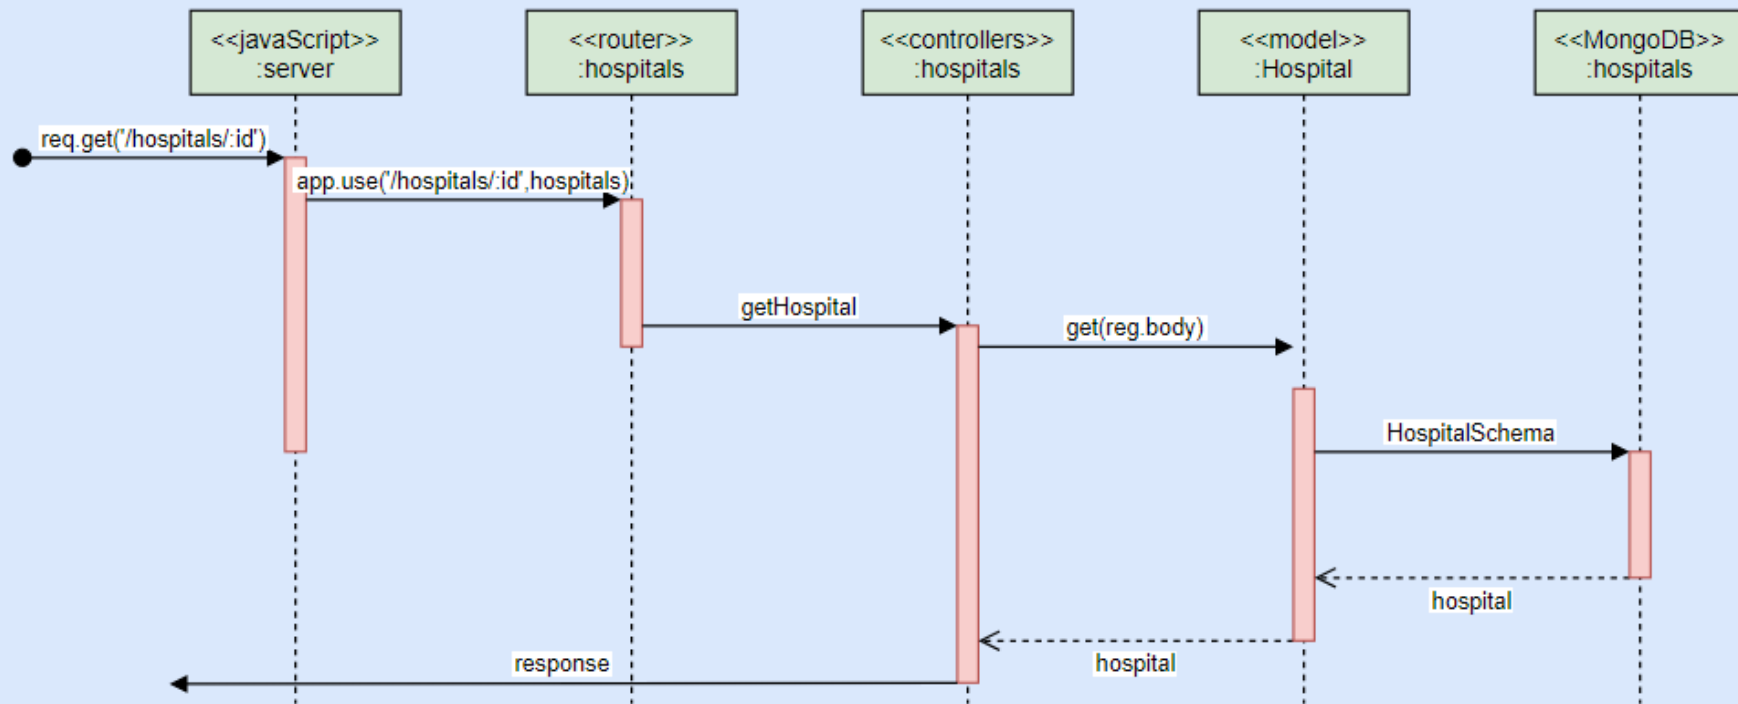 <<javaScript>>
:server
<<router>>
:hospitals
<<controllers>>
:hospitals
<<model>>
:Hospital
<<MongoDB>>
:hospitals
req.get('/hospitals/:id')
app.use('/hospitals/:id',hospitals)
getHospital
get(reg.body)
HospitalSchema
hospital
hospital
response